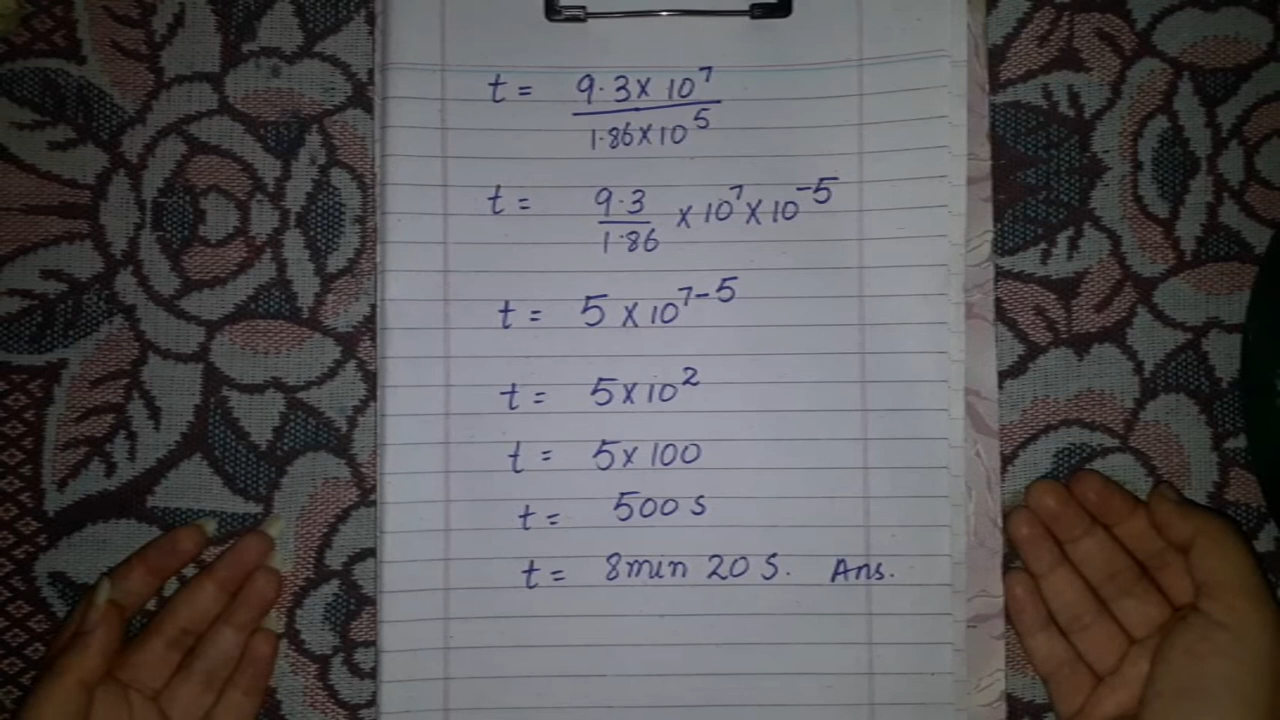 t = 9.3 x 10^7 / 1.86 x 10^5
t = 9.3 / 1.86 x 10^7 x 10^-5
t = 5 x 10^7-5
t = 5 x 10^2
t = 5 x 100
t = 500 s
t = 8 min 20 S. Ans.